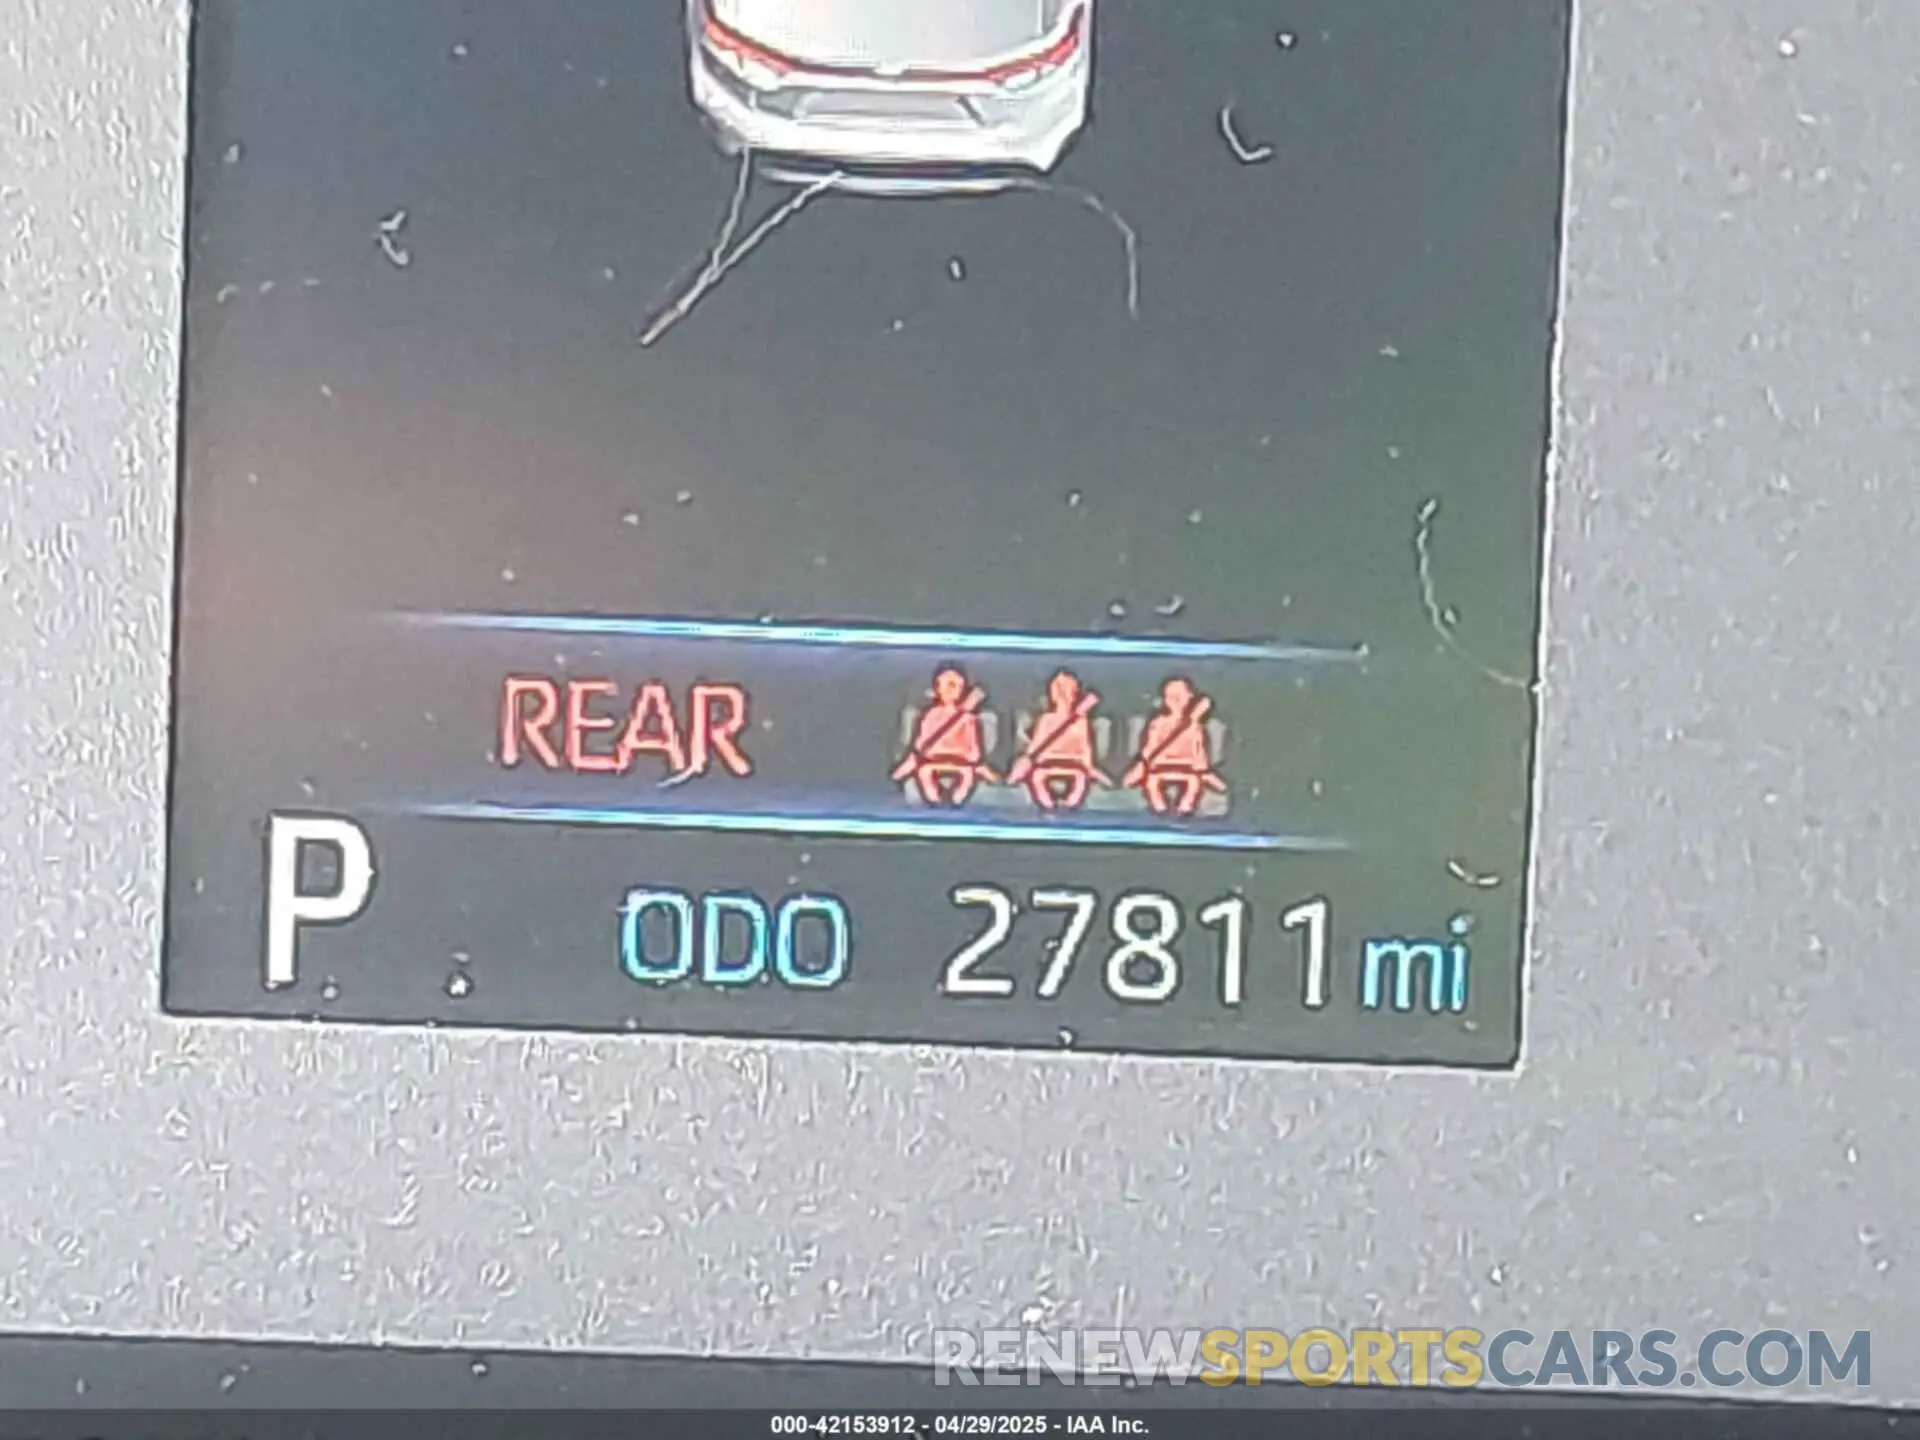 REAR
P ODO 27811 mi
RENEWSPORTSCARS.COM
000-42153912 - 04/29/2025 - IAA Inc.